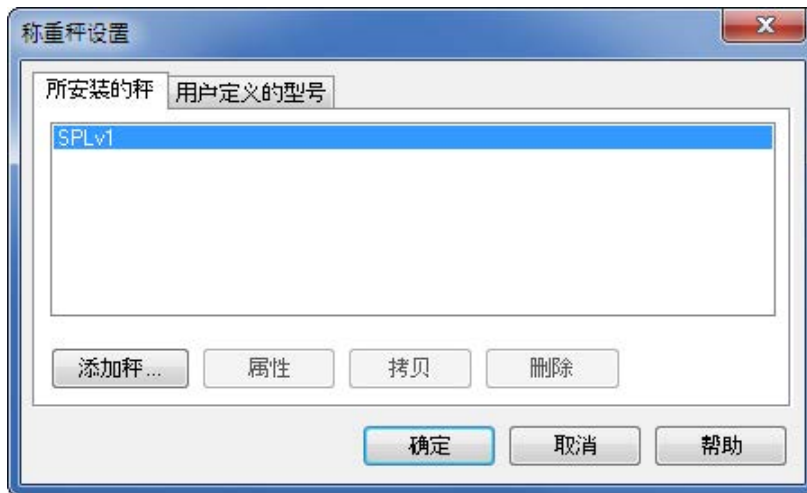 称重秤设置
所安装的秤 用户定义的型号
SPLv1
添加秤... 属性 拷贝 删除
确定 取消 帮助